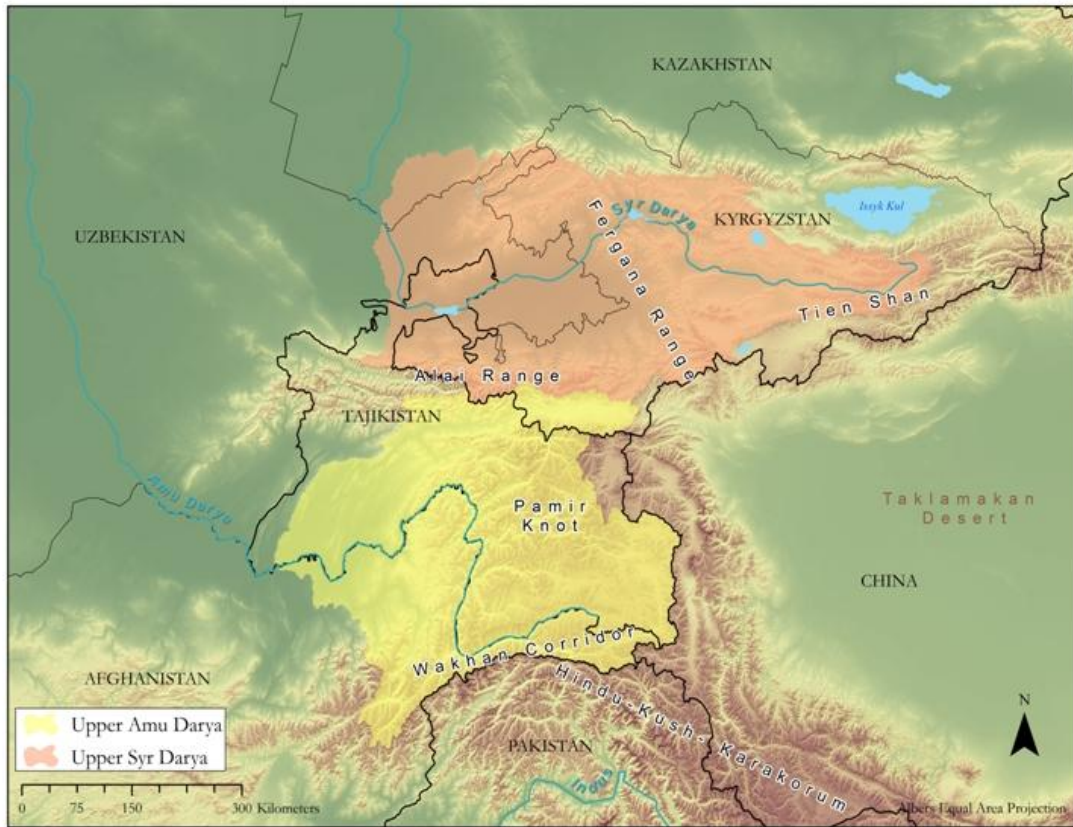 KAZAKHSTAN
Issyk Kul
Syr Darya
KYRGYZSTAN
UZBEKISTAN
Fergana Range
Tien Shan
Alai Range
TAJIKISTAN
Amu Darya
Pamir
Knot
Taklamakan
Desert
CHINA
Wakhan Corridor
AFGHANISTAN
Hindu-Kush-Karakorum
N
Upper Amu Darya
Upper Syr Darya
PAKISTAN
Indus
0 75 150 300 Kilometers
Albers Equal Area Projection